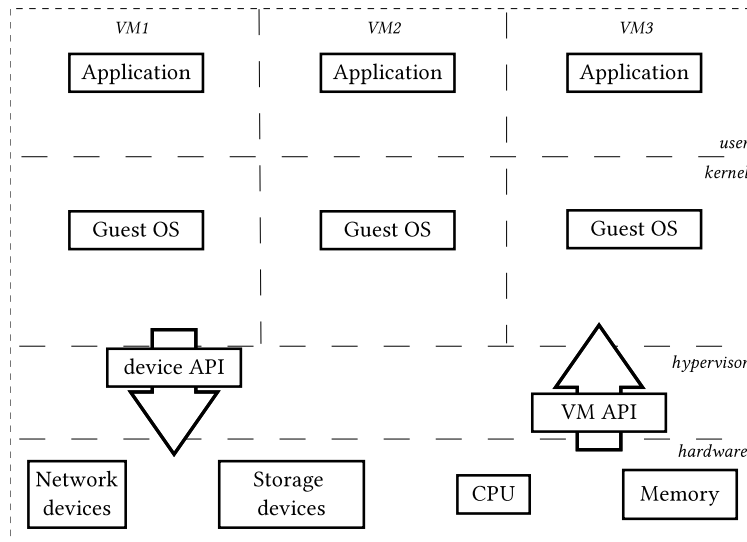 VM1
VM2
VM3
Application
Application
Application
user
kernel
Guest OS
Guest OS
Guest OS
device API
hypervisor
VM API
hardware
Network
devices
Storage
devices
CPU
Memory